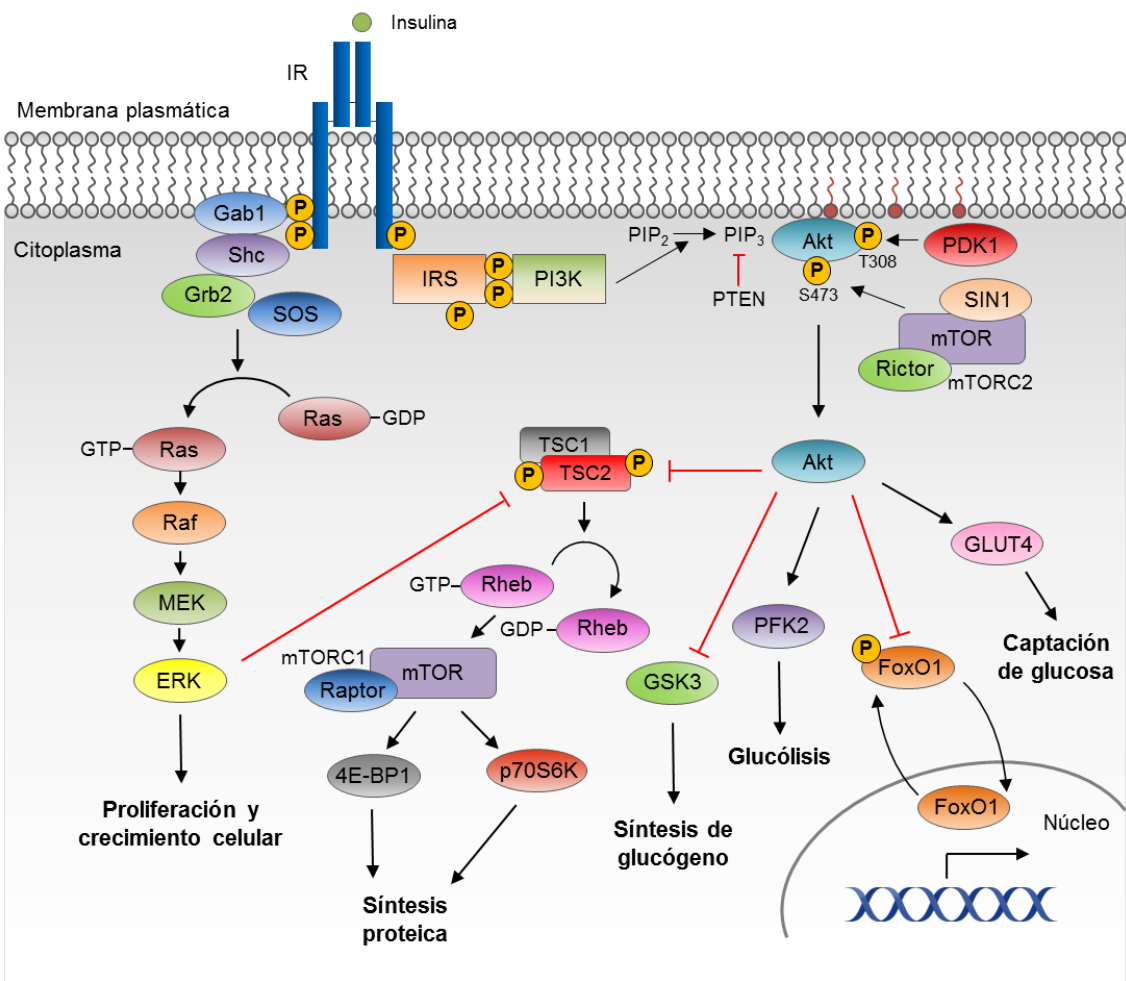 Insulina
IR
Membrana plasmática
Gab1
P
P
P
Citoplasma
Shc
Grb2
SOS
IRS
P
P
P
PI3K
PIP2
PIP3
PTEN
Akt
P
T308
P
S473
PDK1
SIN1
mTOR
Rictor
mTORC2
Ras
GDP
GTP
Ras
Raf
MEK
ERK
Proliferación y
crecimiento celular
TSC1
P
TSC2
P
Akt
GTP
Rheb
GDP
Rheb
mTORC1
mTOR
Raptor
4E-BP1
p70S6K
Síntesis
proteica
GSK3
Síntesis de
glucógeno
PFK2
Glucólisis
GLUT4
Captación
de glucosa
P
FoxO1
FoxO1
Núcleo